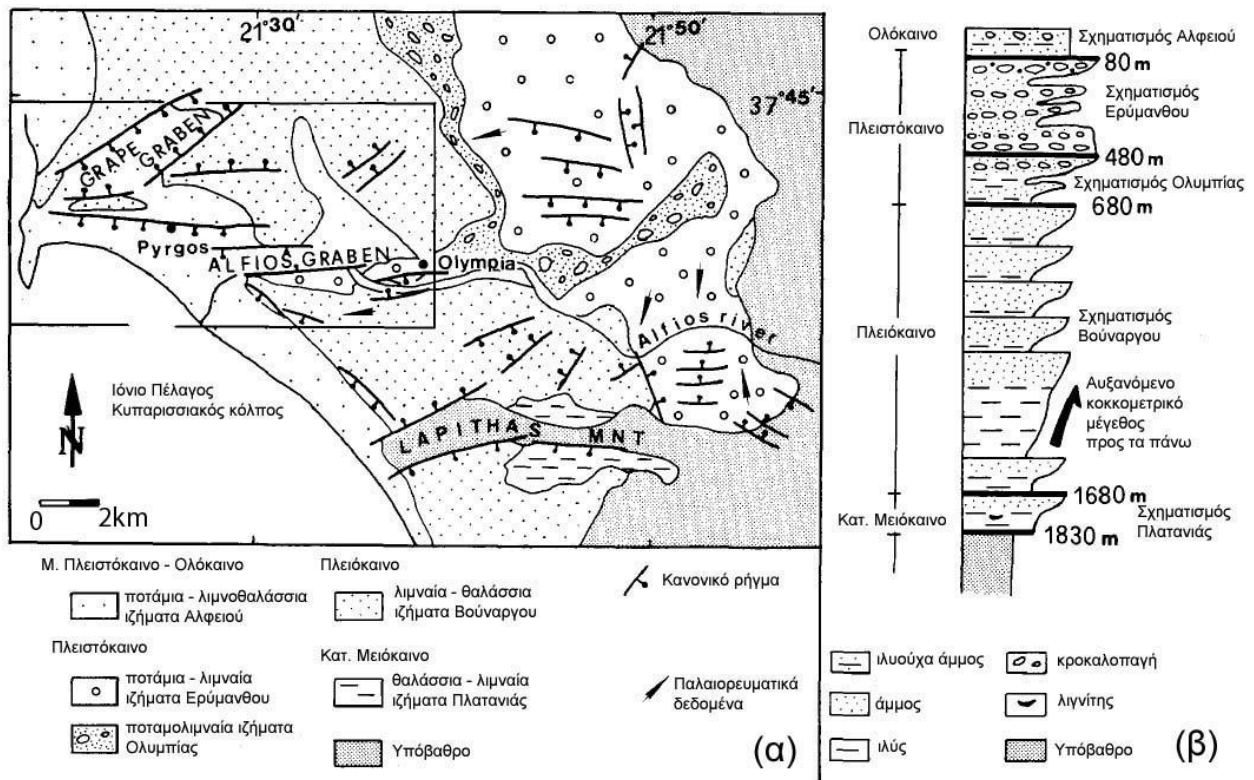 21°30′
21°50′
37°45′
GRAPE GRABEN
GRABEN
Pyrgos
ALFIOS GRABEN
Olympia
Alfios river
LAPITHAS MNT
Ιόνιο Πέλαγος
Κυπαρισσιακός κόλπος
N
0 2km
Μ. Πλειστόκαινο - Ολόκαινο
ποτάμια - λιμνοθαλάσσια
ιζήματα Αλφειού
Πλειστόκαινο
ποτάμια - λιμναία
ιζήματα Ερύμανθου
ποταμολιμναία ιζήματα
Ολυμπίας
Πλειόκαινο
λιμναία - θαλάσσια
ιζήματα Βούναργου
Κατ. Μειόκαινο
θαλάσσια - λιμναία
ιζήματα Πλατανιάς
Υπόβαθρο
Κανονικό ρήγμα
Παλαιορευματικά
δεδομένα
(α)
Ολόκαινο
Πλειστόκαινο
Πλειόκαινο
Κατ. Μειόκαινο
Σχηματισμός Αλφειού
80 m
Σχηματισμός
Ερύμανθου
480 m
Σχηματισμός Ολυμπίας
680 m
Σχηματισμός
Βούναργου
Αυξανόμενο
κοκκομετρικό
μέγεθος
προς τα πάνω
1680 m
Σχηματισμός
Πλατανιάς
1830 m
ιλυούχα άμμος
άμμος
ιλύς
κροκαλοπαγή
λιγνίτης
Υπόβαθρο
(β)